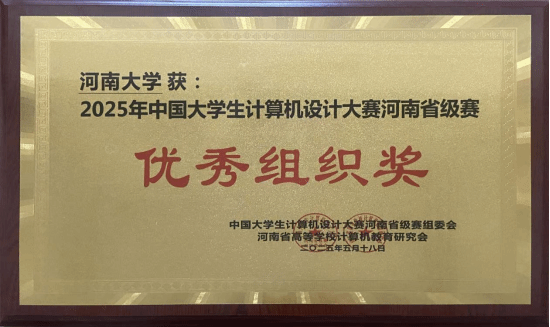 河南大学 获：
2025年中国大学生计算机设计大赛河南省级赛
优秀组织奖
中国大学生计算机设计大赛河南省级赛组委会
河南省高等学校计算机教育研究会
二〇二五年五月十八日